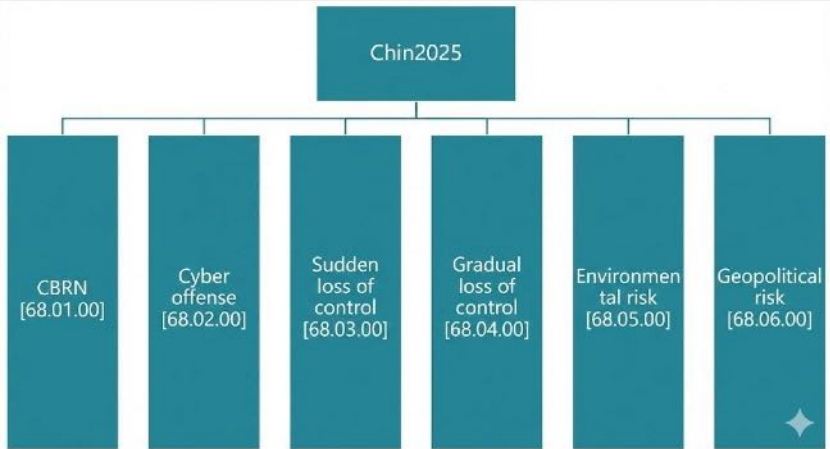 Chin2025
CBRN
[68.01.00]
Cyber
offense
[68.02.00]
Sudden
loss of
control
[68.03.00]
Gradual
loss of
control
[68.04.00]
Environmen
tal risk
[68.05.00]
Geopolitical
risk
[68.06.00]